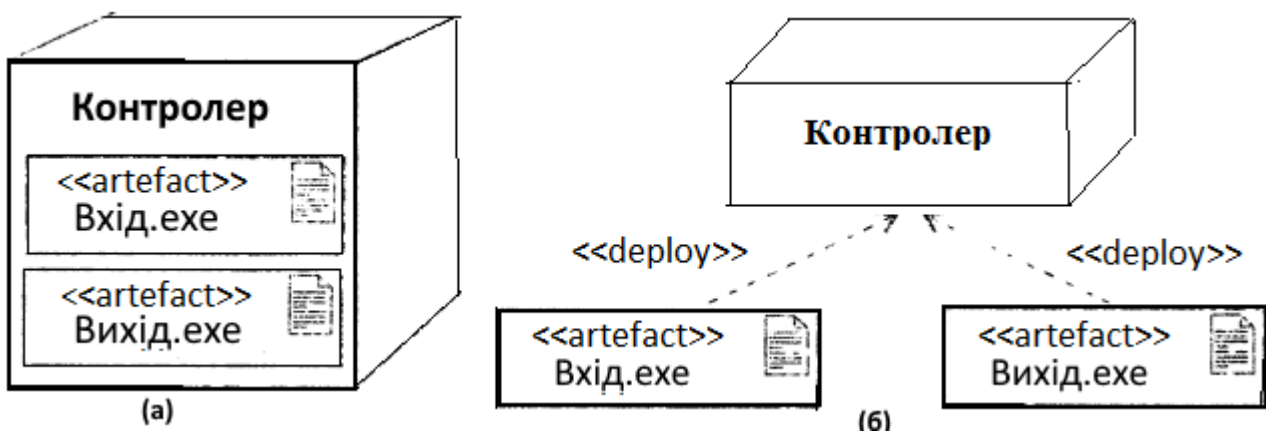 Контролер
<<artefact>>
Вхід.exe
<<artefact>>
Вихід.exe
(а)
Контролер
<<deploy>>
<<deploy>>
<<artefact>>
Вхід.exe
<<artefact>>
Вихід.exe
(б)